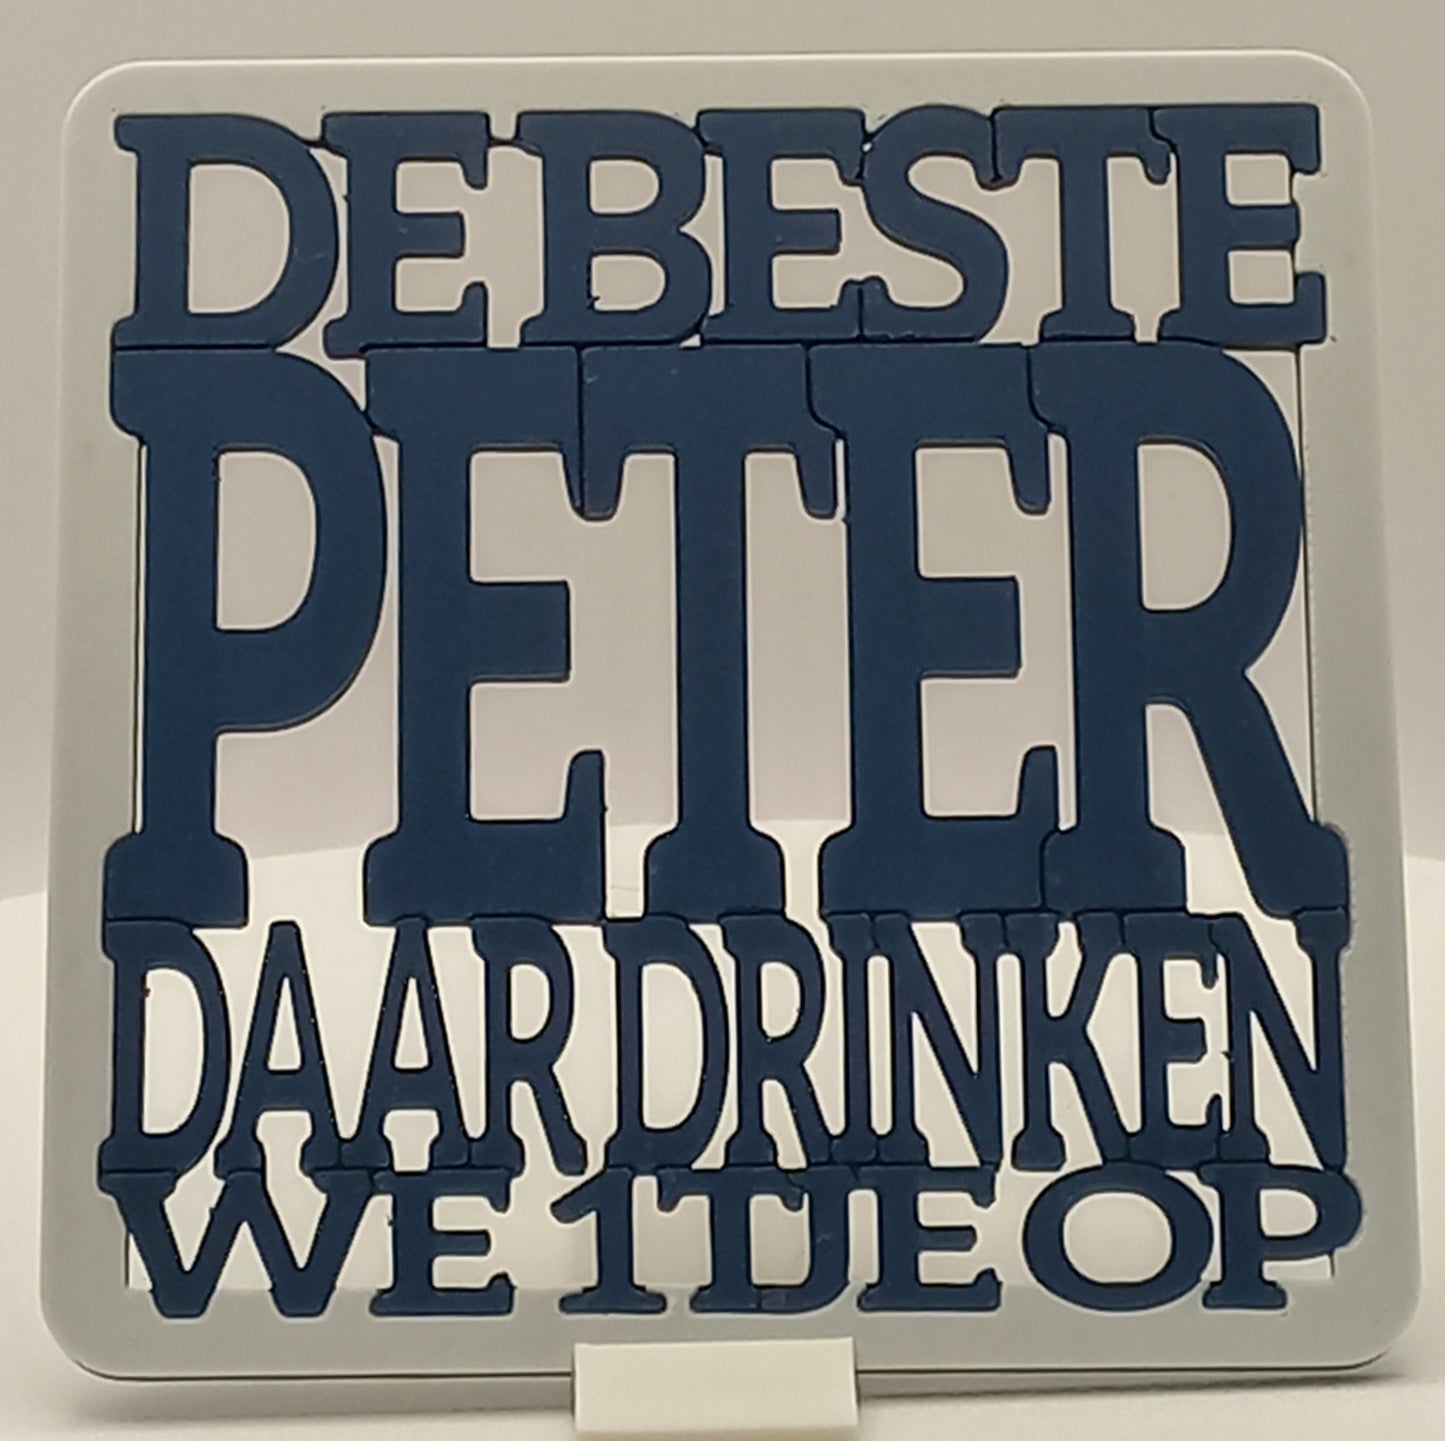 DE BESTE
PETER
DAAR DRINKEN
WE 1TJE OP